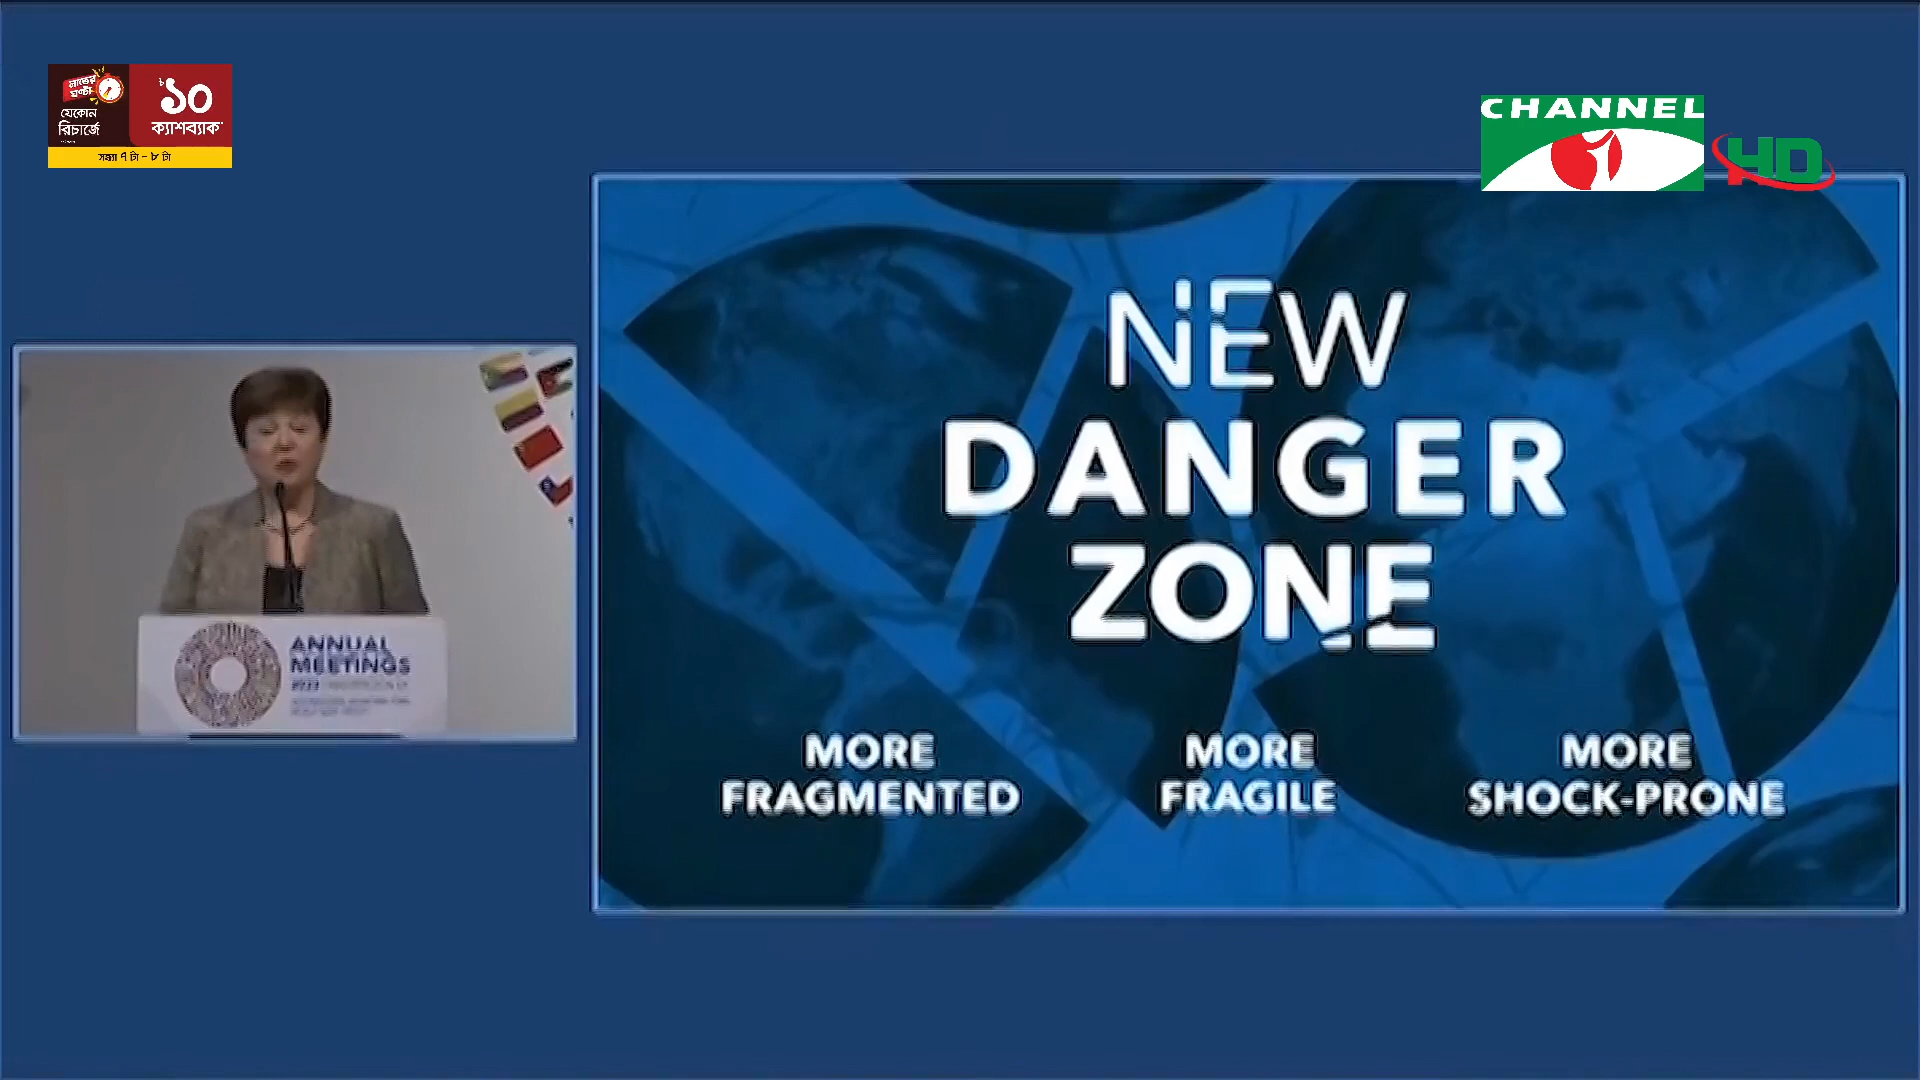 লাভের
ঘণ্টা
যেকোন
রিচার্জে
৳১০
ক্যাশব্যাক
সন্ধ্যা ৭ টা - ৮ টা
CHANNEL
HD
NEW
DANGER
ZONE
MORE
FRAGMENTED
MORE
FRAGILE
MORE
SHOCK-PRONE
ANNUAL
MEETINGS